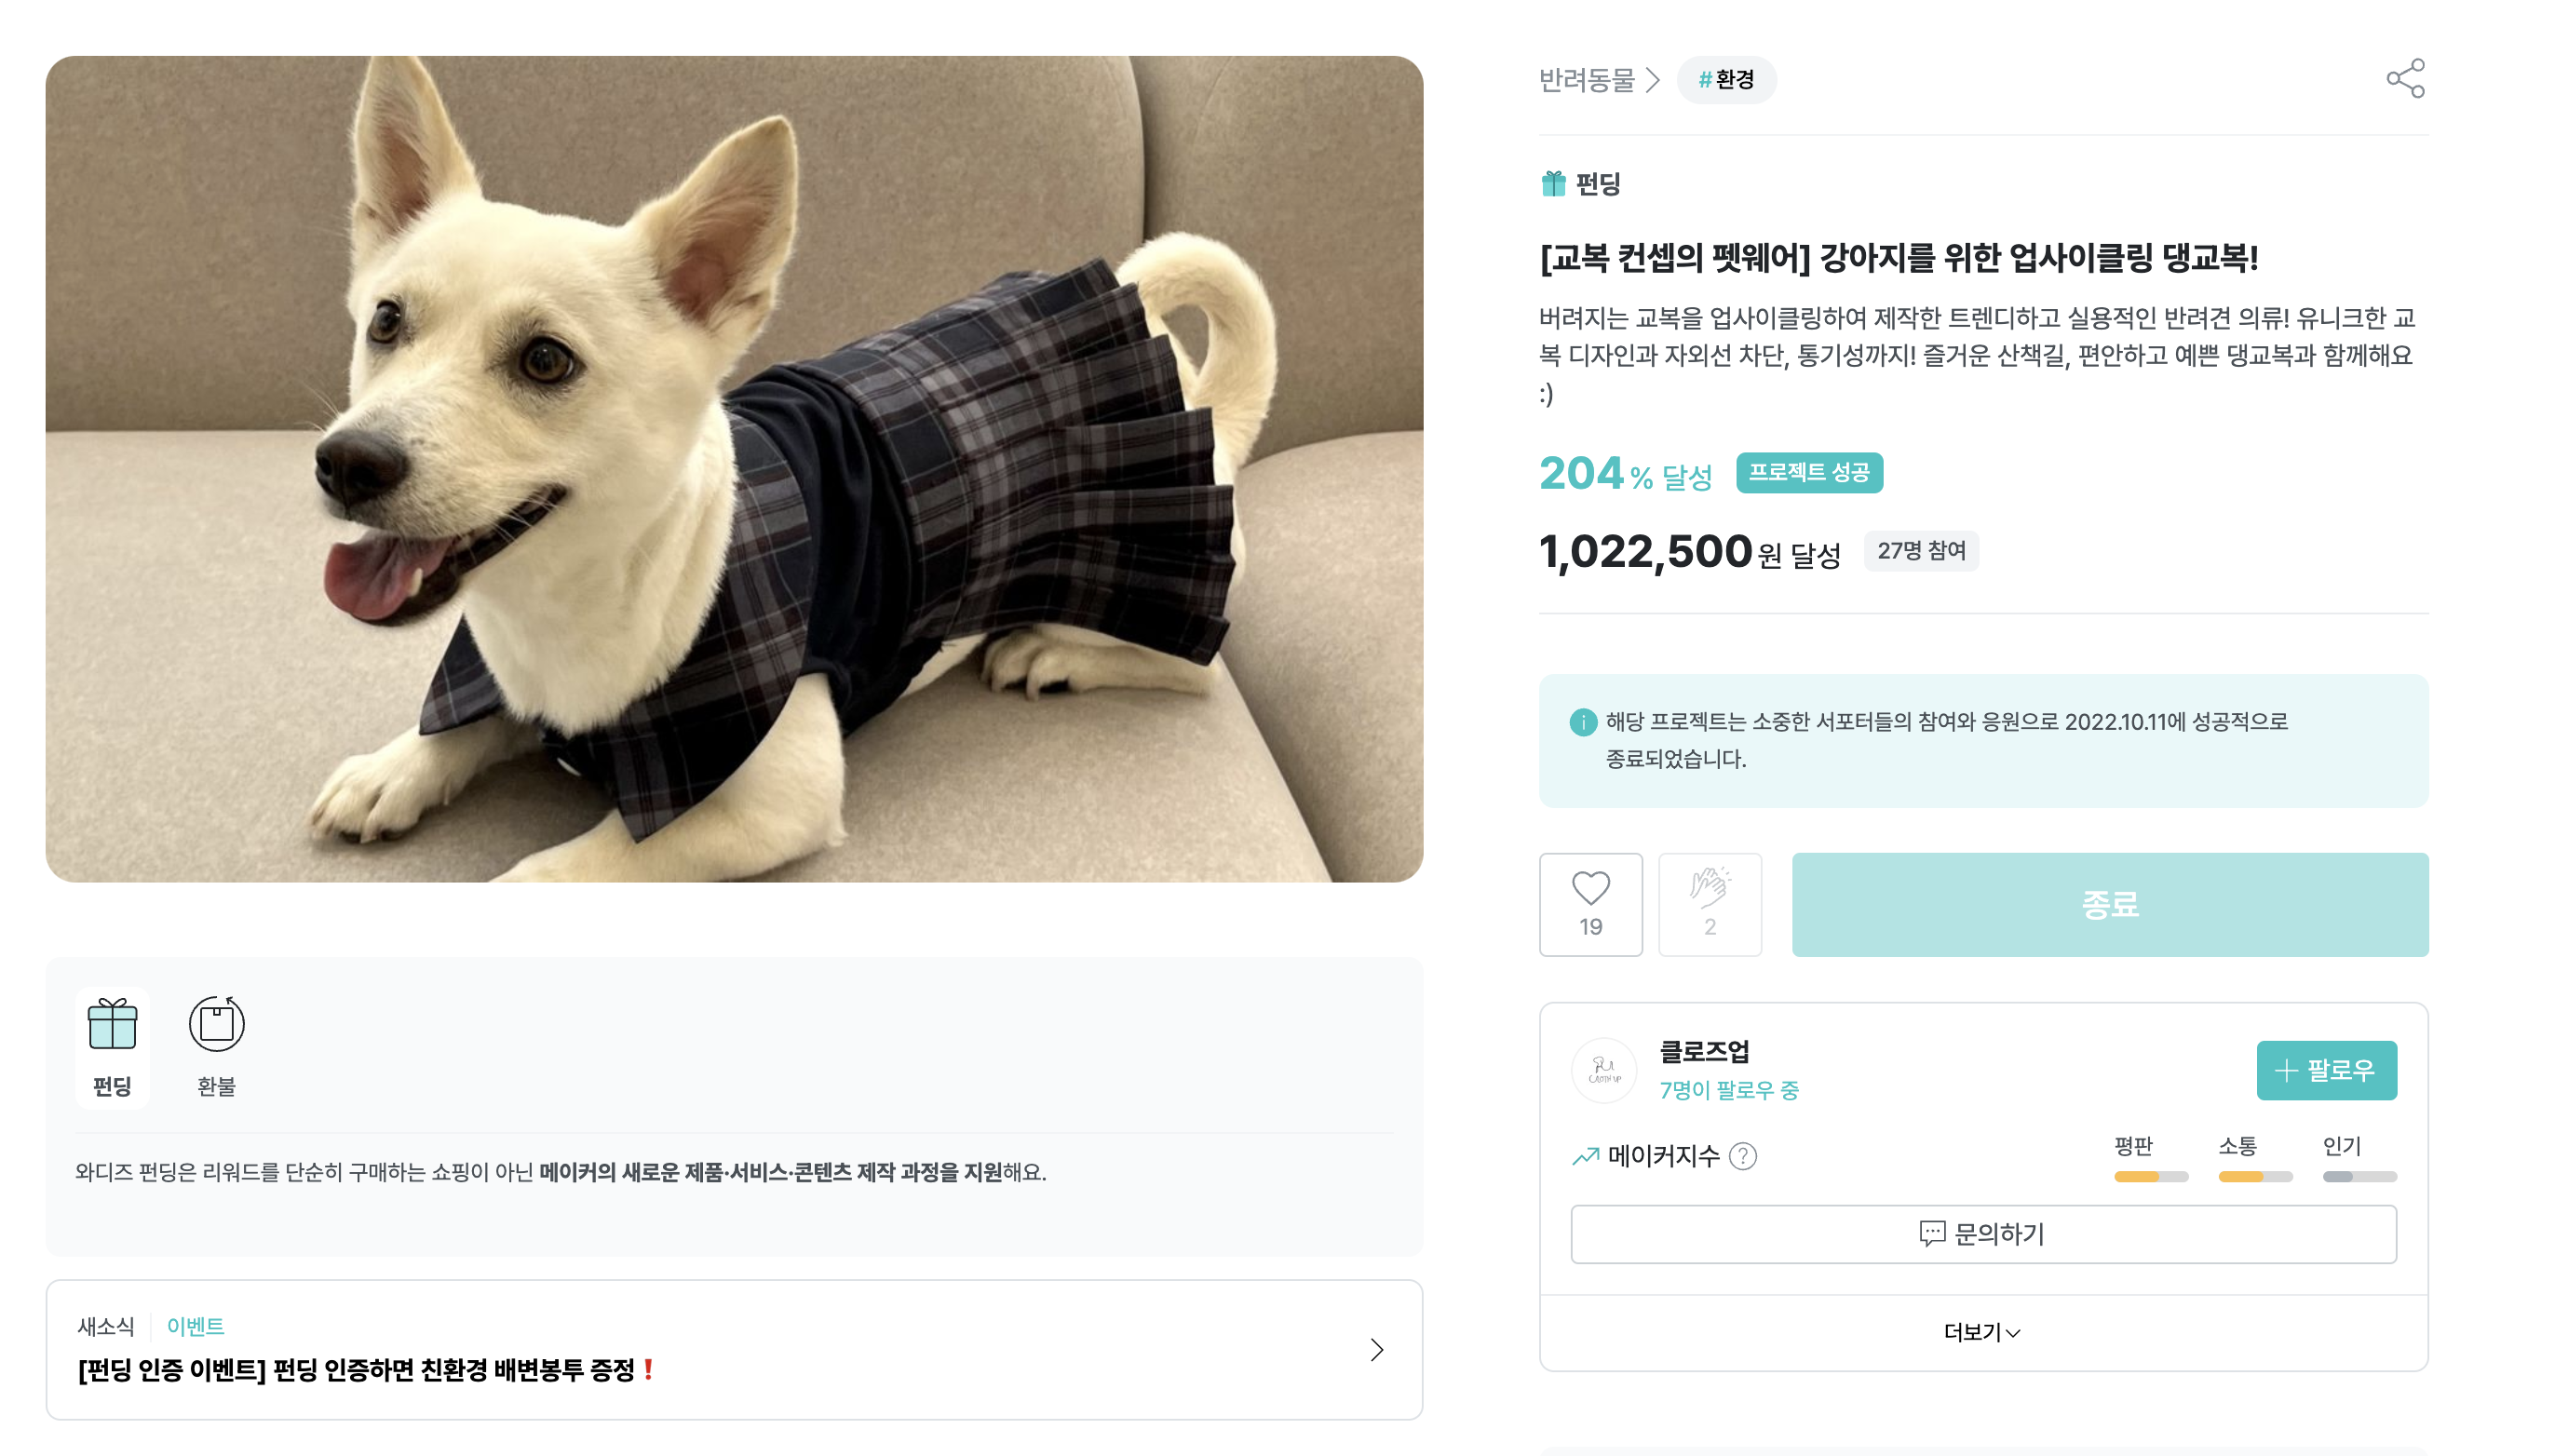 반려동물
#환경
펀딩
[교복 컨셉의 펫웨어] 강아지를 위한 업사이클링 댕교복!
버려지는 교복을 업사이클링하여 제작한 트렌디하고 실용적인 반려견 의류! 유니크한 교
복 디자인과 자외선 차단, 통기성까지! 즐거운 산책길, 편안하고 예쁜 댕교복과 함께해요
:)
204% 달성 프로젝트 성공
1,022,500원 달성 27명 참여
해당 프로젝트는 소중한 서포터들의 참여와 응원으로 2022.10.11에 성공적으로
종료되었습니다.
19
2
종료
클로즈업
7명이 팔로우 중
팔로우
메이커지수 ?
평판
소통
인기
문의하기
더보기
펀딩
환불
와디즈 펀딩은 리워드를 단순히 구매하는 쇼핑이 아닌 메이커의 새로운 제품·서비스·콘텐츠 제작 과정을 지원해요.
새소식
이벤트
[펀딩 인증 이벤트] 펀딩 인증하면 친환경 배변봉투 증정❗